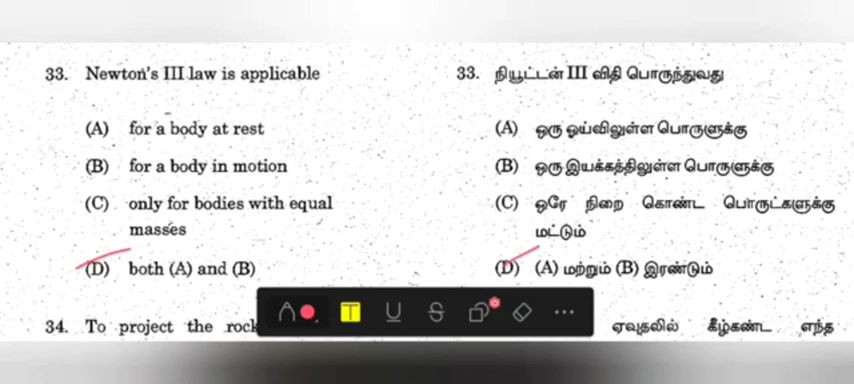 33. Newton's III law is applicable
(A) for a body at rest
(B) for a body in motion
(C) only for bodies with equal
masses
(D) both (A) and (B)
34. To project the rock
33. நியூட்டன் III விதி பொருந்துவது
(A) ஒரு ஓய்விலுள்ள பொருளுக்கு
(B) ஒரு இயக்கத்திலுள்ள பொருளுக்கு
(C) ஒரே நிறை கொண்ட பொருட்களுக்கு
மட்டும்
(D) (A) மற்றும் (B) இரண்டும்
ஏவுதலில் கீழ்கண்ட எந்த